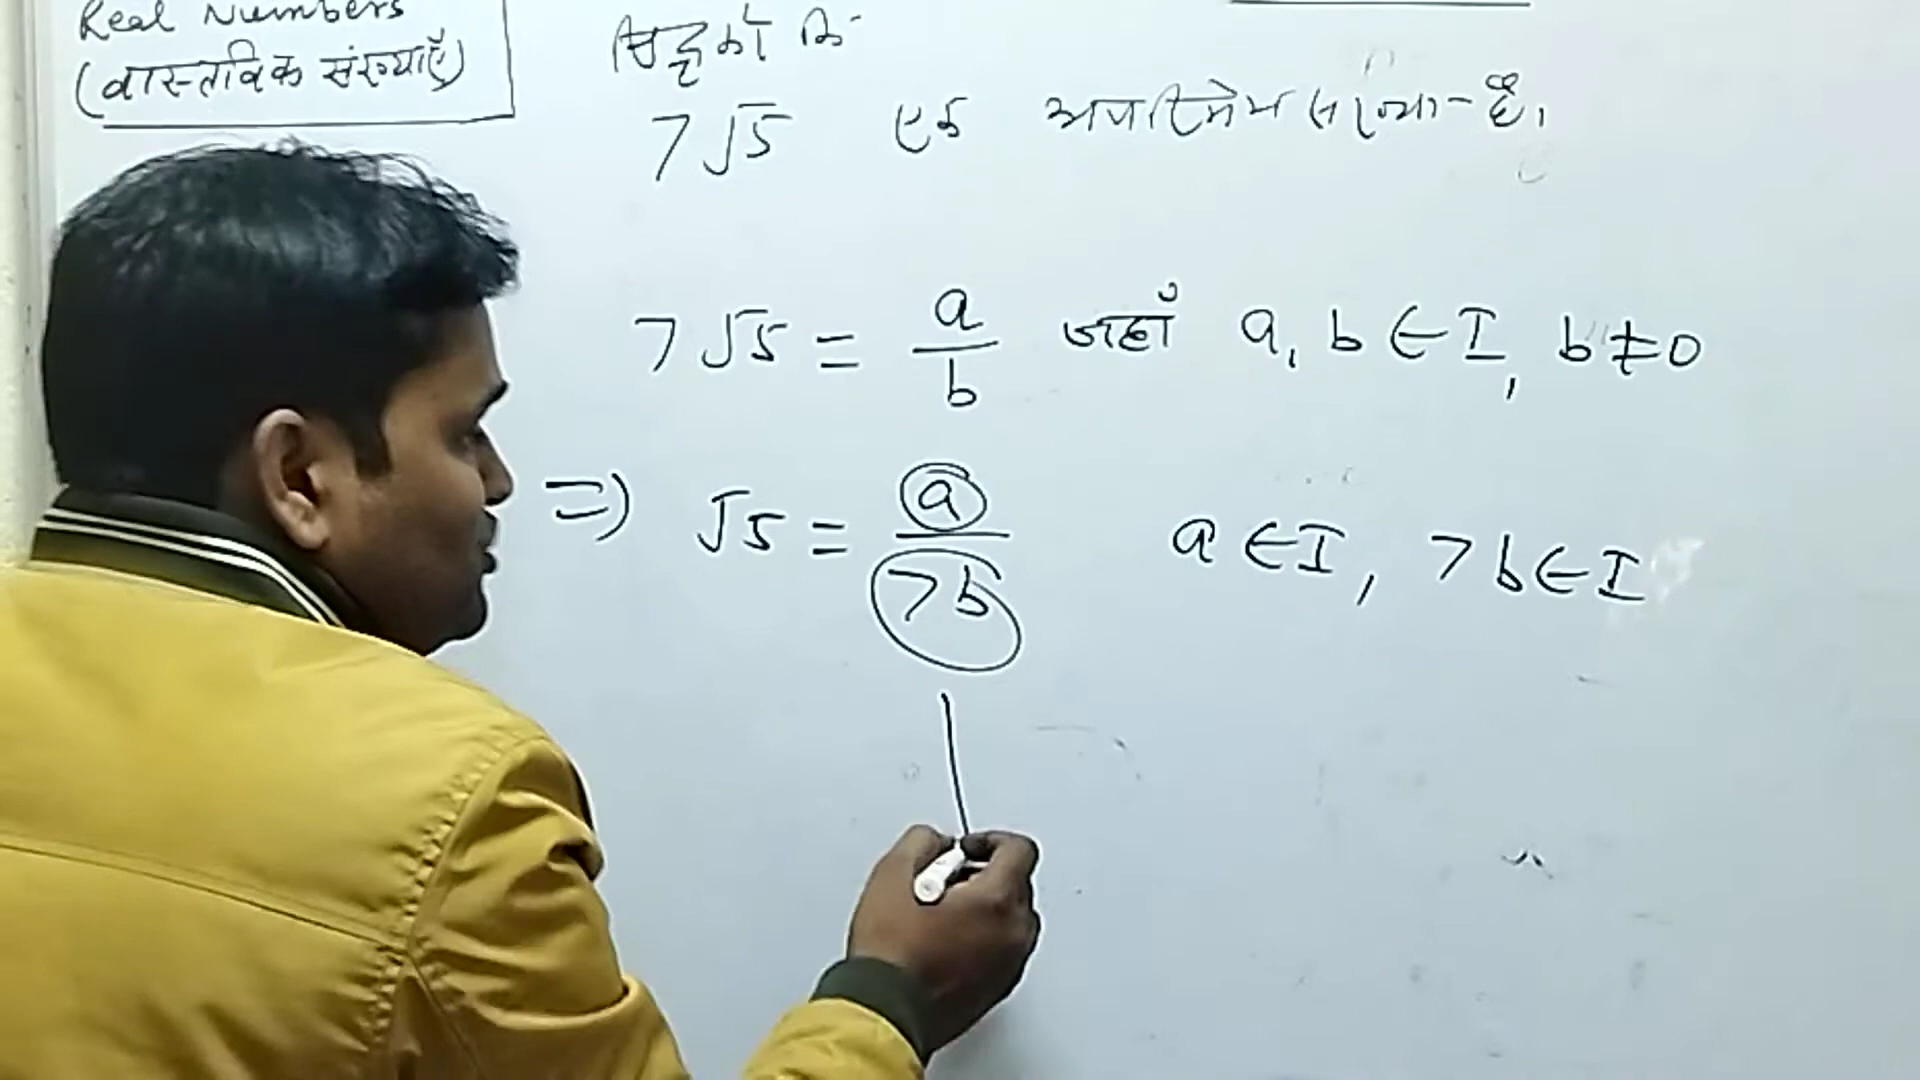 Real Numbers
(वास्तविक संख्याएँ)
सिद्ध करो कि
7√5 एक अपरिमेय संख्या है।
7√5 = a/b जहाँ a, b ∈ I, b ≠ 0
⇒ √5 = a/7b a ∈ I, 7b ∈ I